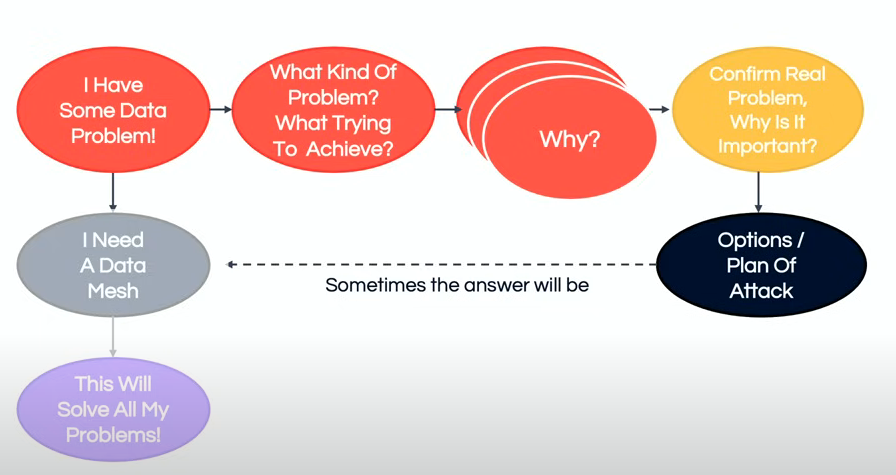 I Have
Some Data
Problem!
What Kind Of
Problem?
What Trying
To Achieve?
Why?
Confirm Real
Problem,
Why Is It
Important?
I Need
A Data
Mesh
Sometimes the answer will be
Options /
Plan Of
Attack
This Will
Solve All My
Problems!